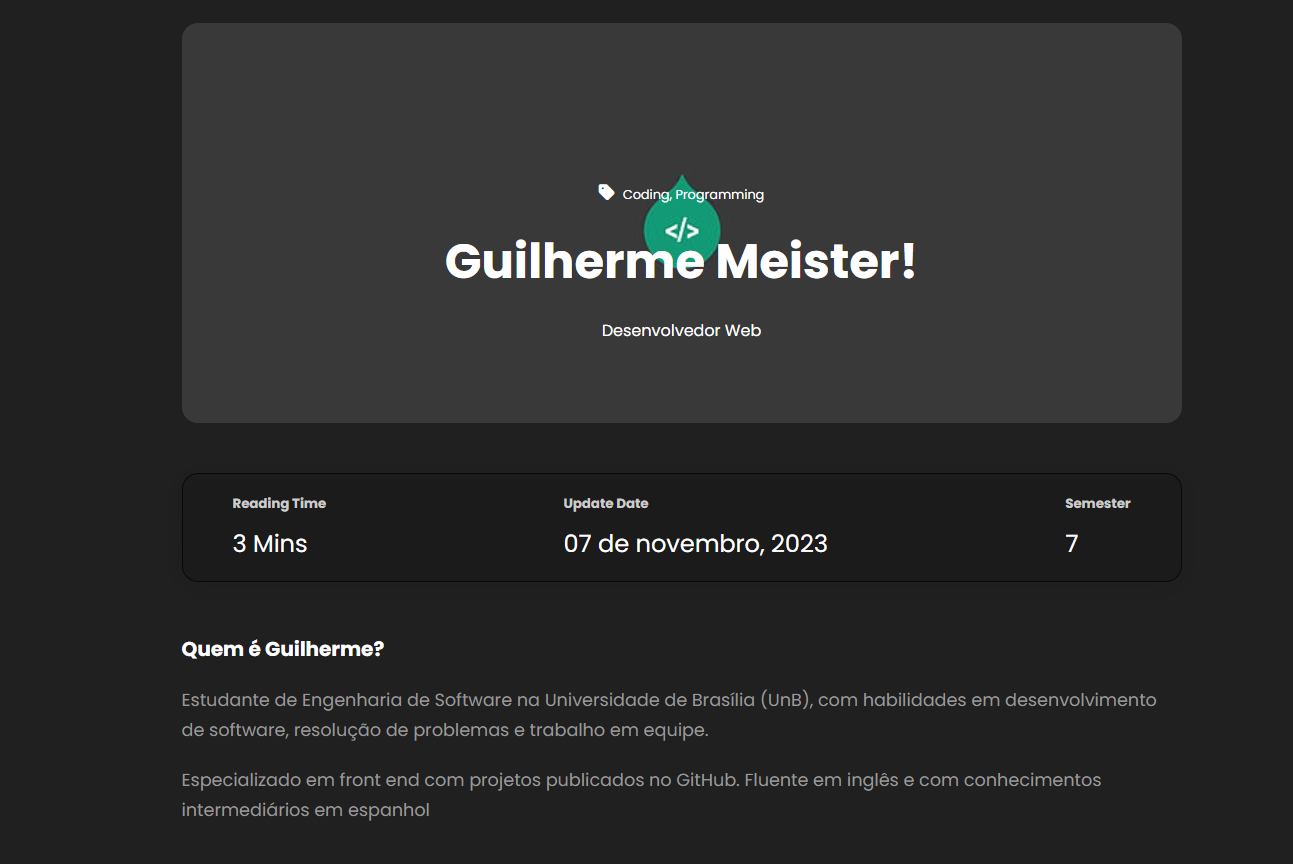 Coding, Programming
</>
Guilherme Meister!
Desenvolvedor Web
Reading Time
3 Mins
Update Date
07 de novembro, 2023
Semester
7
Quem é Guilherme?
Estudante de Engenharia de Software na Universidade de Brasília (UnB), com habilidades em desenvolvimento
de software, resolução de problemas e trabalho em equipe.
Especializado em front end com projetos publicados no GitHub. Fluente em inglês e com conhecimentos
intermediários em espanhol